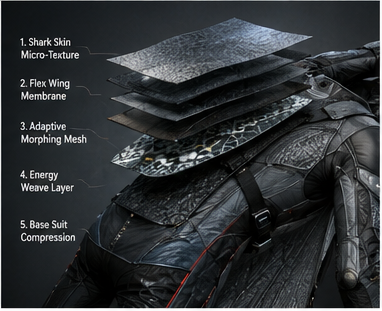 1. Shark Skin
Micro-Texture
2. Flex Wing
Membrane
3. Adaptive
Morphing Mesh
4. Energy
Weave Layer
5. Base Suit
Compression